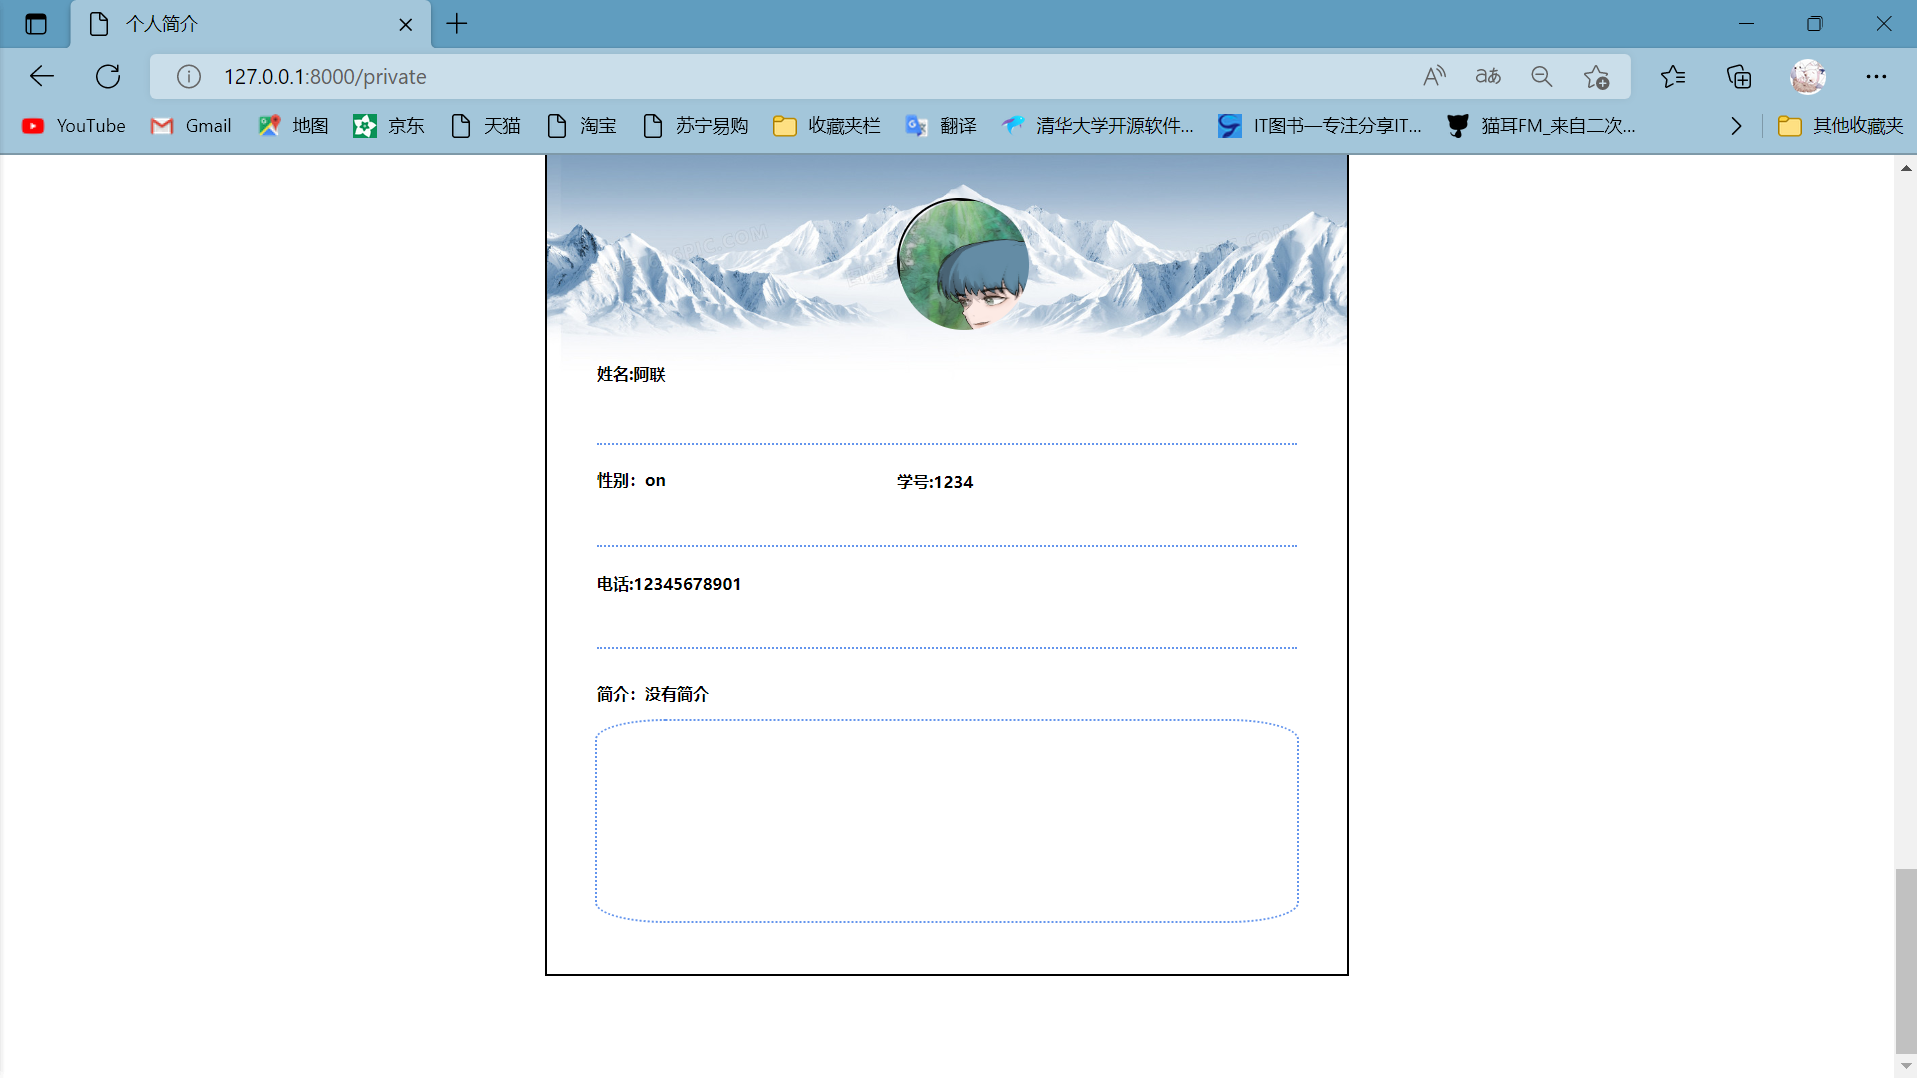 个人简介
127.0.0.1:8000/private
YouTube Gmail 地图 京东 天猫 淘宝 苏宁易购 收藏夹栏 翻译 清华大学开源软件... IT图书—专注分享IT... 猫耳FM_来自二次... 其他收藏夹
姓名:阿联
性别：on 学号:1234
电话:12345678901
简介：没有简介